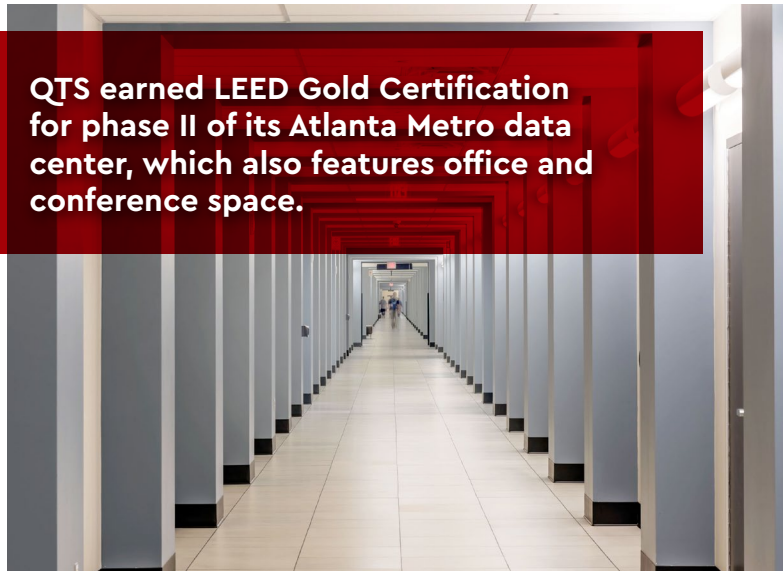 QTS earned LEED Gold Certification
for phase II of its Atlanta Metro data
center, which also features office and
conference space.